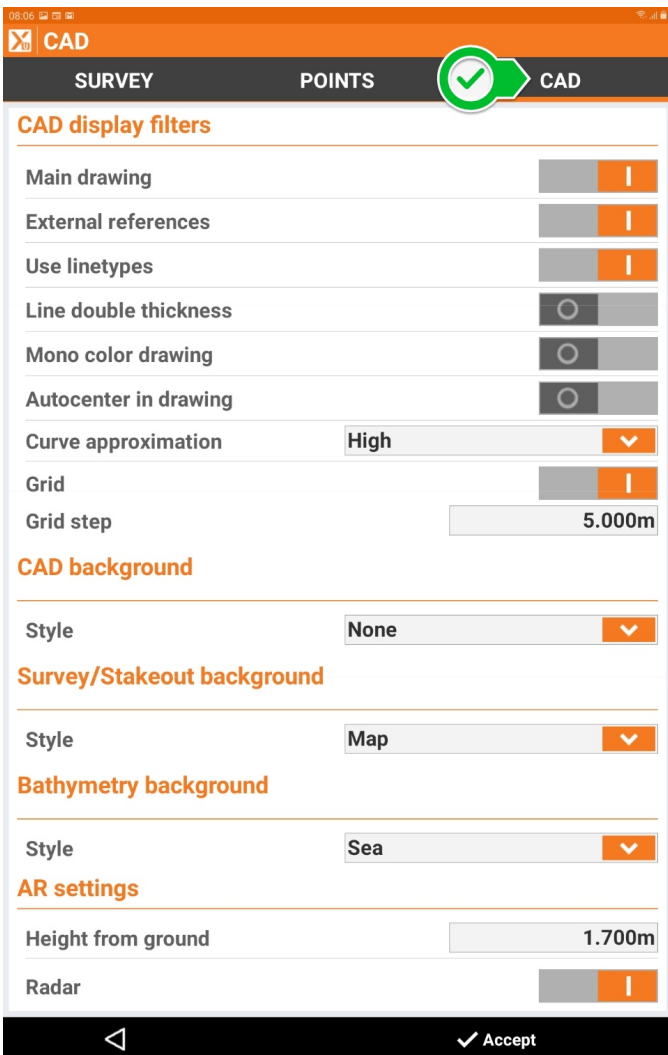 08:06
CAD
SURVEY POINTS CAD
CAD display filters
Main drawing
External references
Use linetypes
Line double thickness
Mono color drawing
Autocenter in drawing
Curve approximation High
Grid
Grid step 5.000m
CAD background
Style None
Survey/Stakeout background
Style Map
Bathymetry background
Style Sea
AR settings
Height from ground 1.700m
Radar
Accept